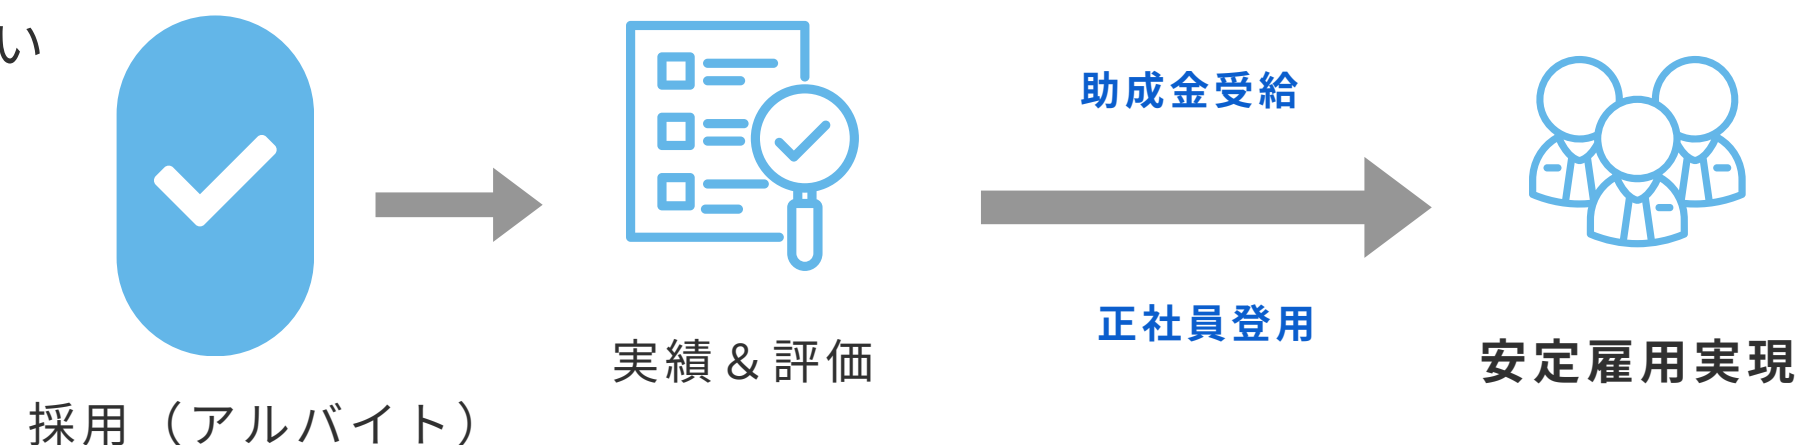 い
助成金受給
正社員登用
実績＆評価
安定雇用実現
採用（アルバイト）